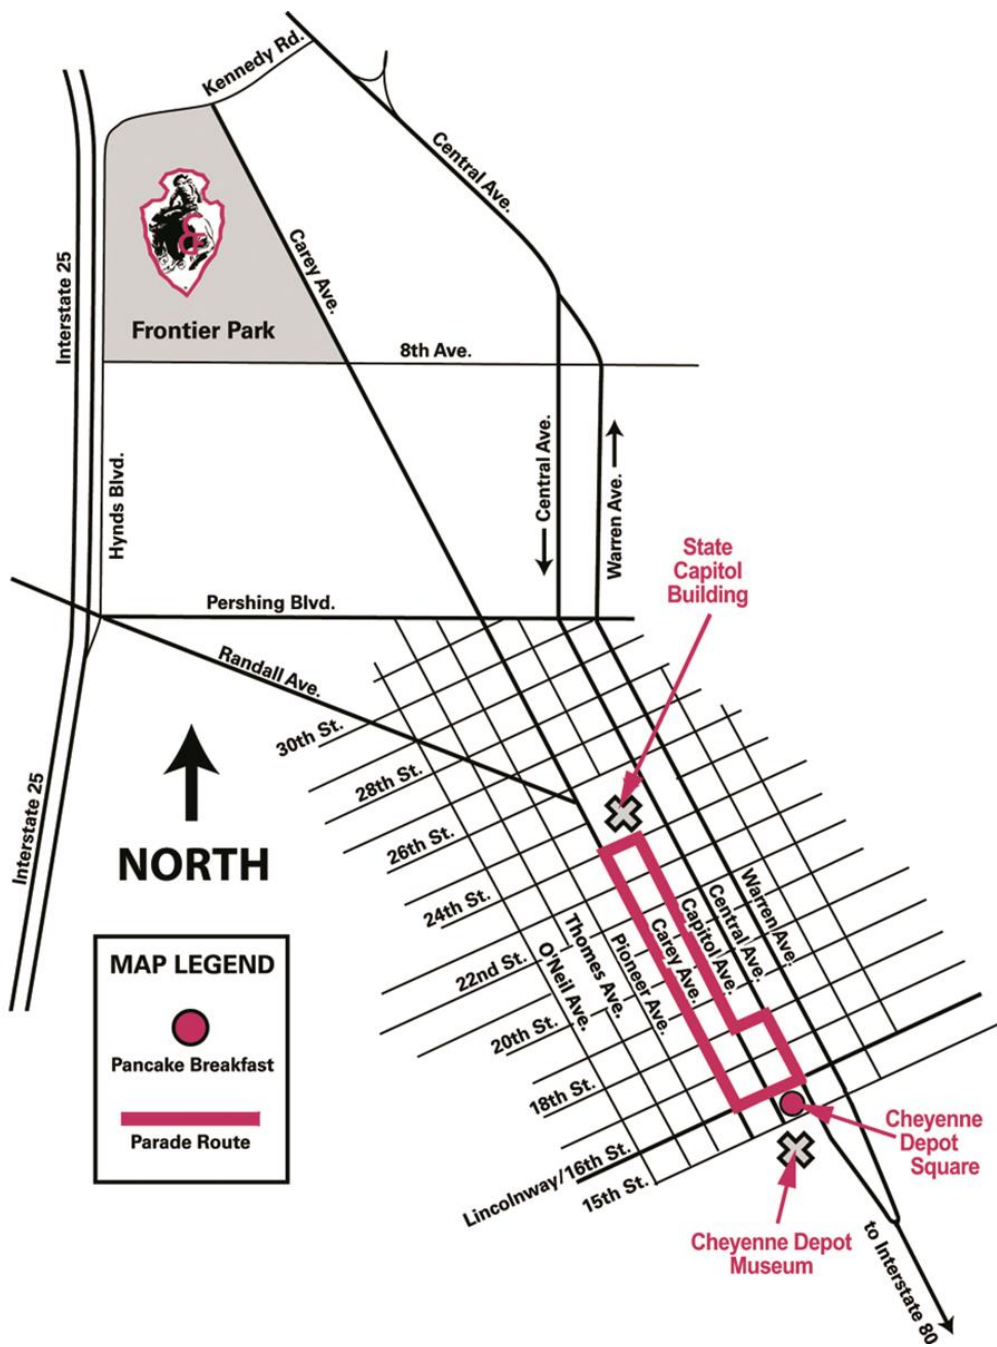 Kennedy Rd.
Central Ave.
Carey Ave.
Interstate 25
&
Frontier Park
8th Ave.
Hynds Blvd.
Central Ave.
Warren Ave.
State
Capitol
Building
Pershing Blvd.
Randall Ave.
30th St.
28th St.
26th St.
24th St.
22nd St.
20th St.
18th St.
Lincolnway/16th St.
15th St.
Interstate 25
NORTH
O'Neil Ave.
Thomes Ave.
Pioneer Ave.
Carey Ave.
Capitol Ave.
Central Ave.
Warren Ave.
MAP LEGEND
Pancake Breakfast
Parade Route
Cheyenne
Depot
Square
Cheyenne Depot
Museum
to Interstate 80